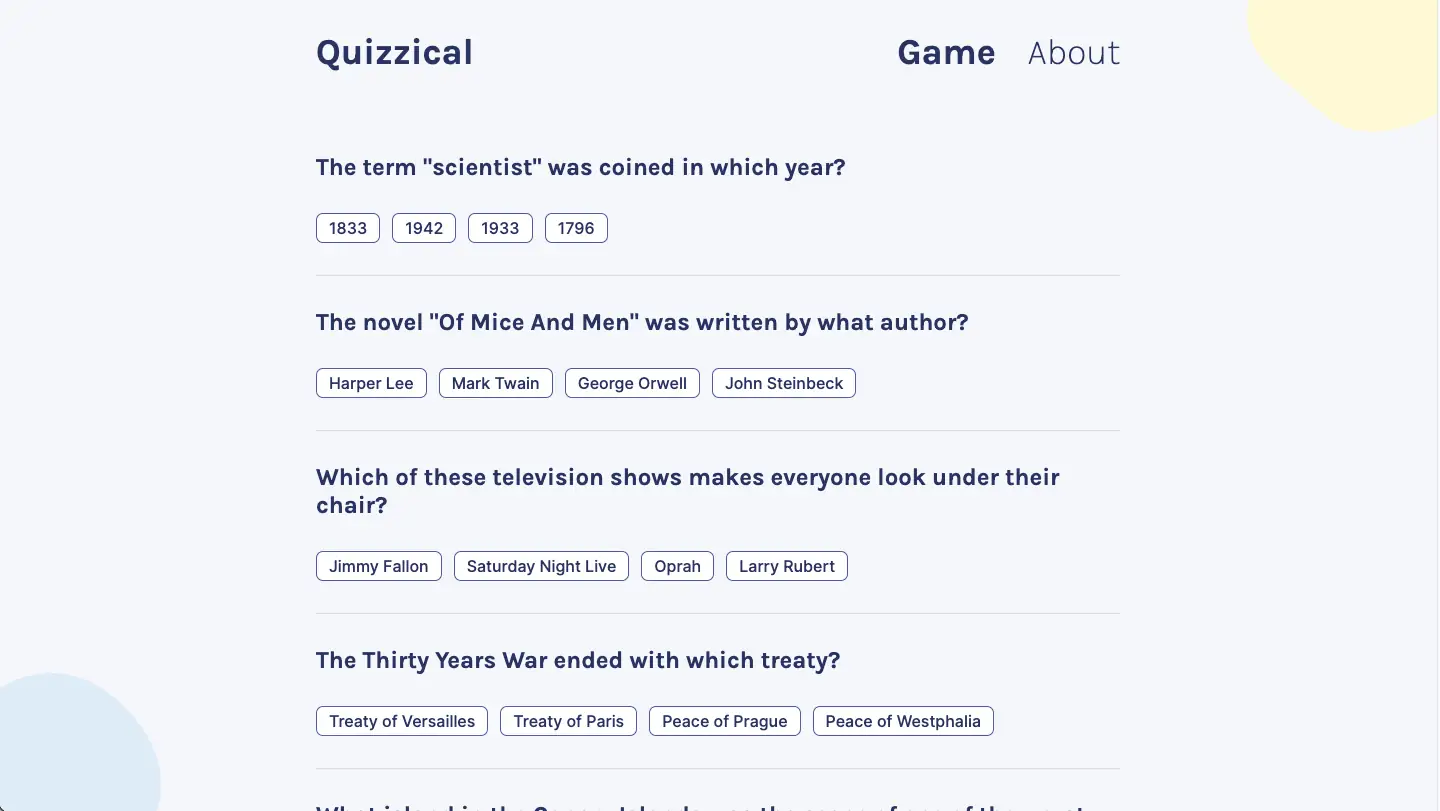 Quizzical
Game About
The term "scientist" was coined in which year?
1833 1942 1933 1796
The novel "Of Mice And Men" was written by what author?
Harper Lee Mark Twain George Orwell John Steinbeck
Which of these television shows makes everyone look under their
chair?
Jimmy Fallon Saturday Night Live Oprah Larry Rubert
The Thirty Years War ended with which treaty?
Treaty of Versailles Treaty of Paris Peace of Prague Peace of Westphalia